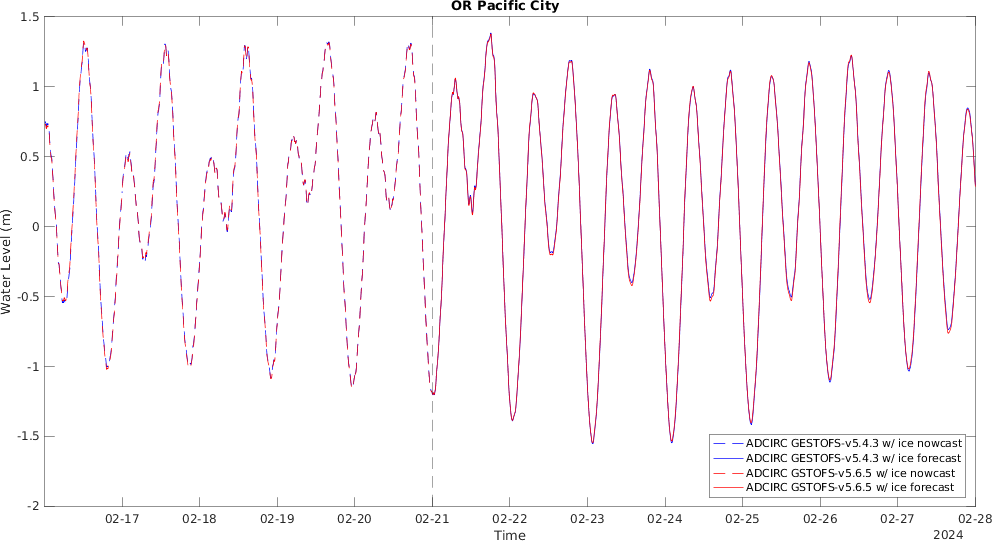 OR Pacific City
1.5
1
0.5
0
-0.5
-1
-1.5
-2
Water Level (m)
ADCIRC GESTOFS-v5.4.3 w/ ice nowcast
ADCIRC GESTOFS-v5.4.3 w/ ice forecast
ADCIRC GSTOFS-v5.6.5 w/ ice nowcast
ADCIRC GSTOFS-v5.6.5 w/ ice forecast
02-17 02-18 02-19 02-20 02-21 02-22 02-23 02-24 02-25 02-26 02-27 02-28
Time
2024